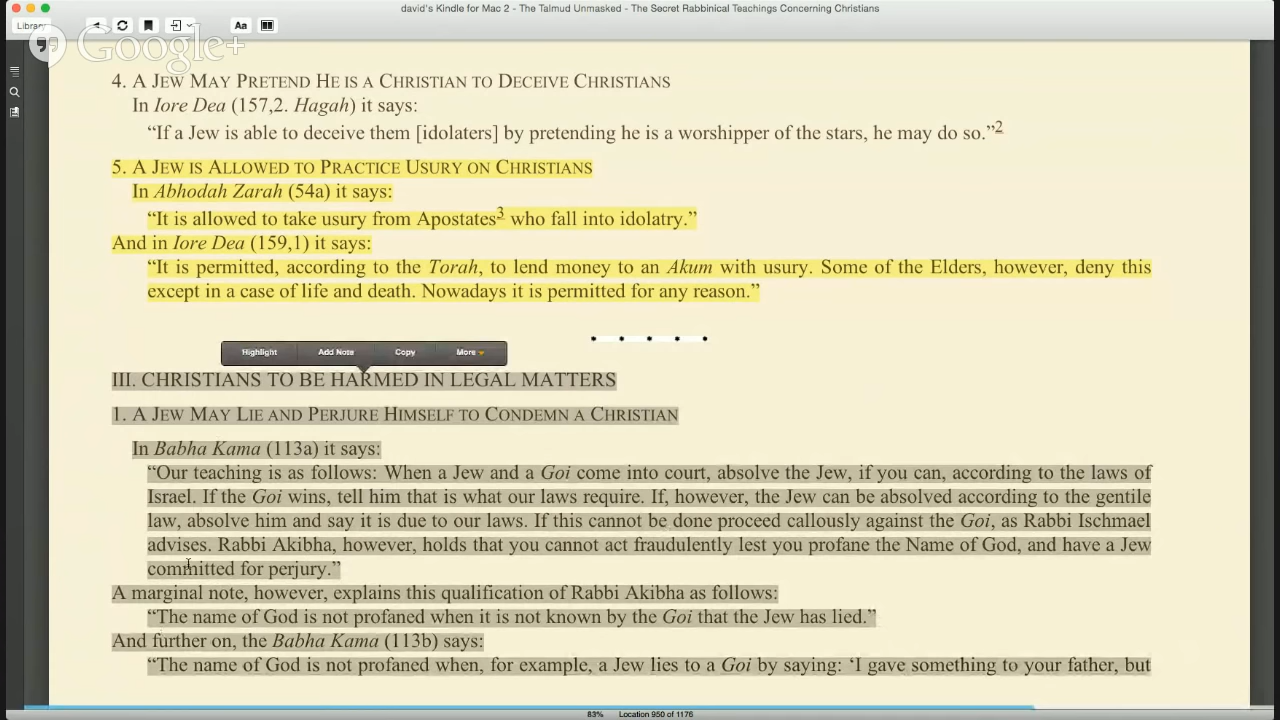 david's Kindle for Mac 2 - The Talmud Unmasked - The Secret Rabbinical Teachings Concerning Christians
Library
Aa
Google+
4. A JEW MAY PRETEND HE IS A CHRISTIAN TO DECEIVE CHRISTIANS
In Iore Dea (157,2. Hagah) it says:
“If a Jew is able to deceive them [idolaters] by pretending he is a worshipper of the stars, he may do so.”2
5. A JEW IS ALLOWED TO PRACTICE USURY ON CHRISTIANS
In Abhodah Zarah (54a) it says:
“It is allowed to take usury from Apostates3 who fall into idolatry.”
And in Iore Dea (159,1) it says:
“It is permitted, according to the Torah, to lend money to an Akum with usury. Some of the Elders, however, deny this
except in a case of life and death. Nowadays it is permitted for any reason.”
Highlight Add Note Copy More
III. CHRISTIANS TO BE HARMED IN LEGAL MATTERS
1. A JEW MAY LIE AND PERJURE HIMSELF TO CONDEMN A CHRISTIAN
In Babha Kama (113a) it says:
“Our teaching is as follows: When a Jew and a Goi come into court, absolve the Jew, if you can, according to the laws of
Israel. If the Goi wins, tell him that is what our laws require. If, however, the Jew can be absolved according to the gentile
law, absolve him and say it is due to our laws. If this cannot be done proceed callously against the Goi, as Rabbi Ischmael
advises. Rabbi Akibha, however, holds that you cannot act fraudulently lest you profane the Name of God, and have a Jew
committed for perjury.”
A marginal note, however, explains this qualification of Rabbi Akibha as follows:
“The name of God is not profaned when it is not known by the Goi that the Jew has lied.”
And further on, the Babha Kama (113b) says:
“The name of God is not profaned when, for example, a Jew lies to a Goi by saying: ‘I gave something to your father, but
83% Location 950 of 1176